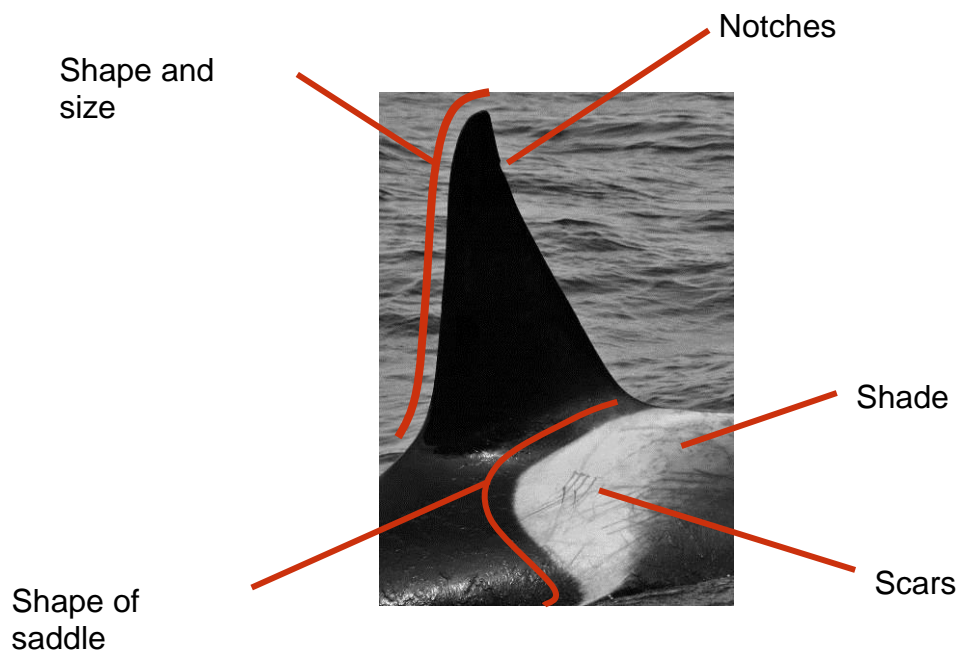 Notches
Shape and
size
Shade
Scars
Shape of
saddle